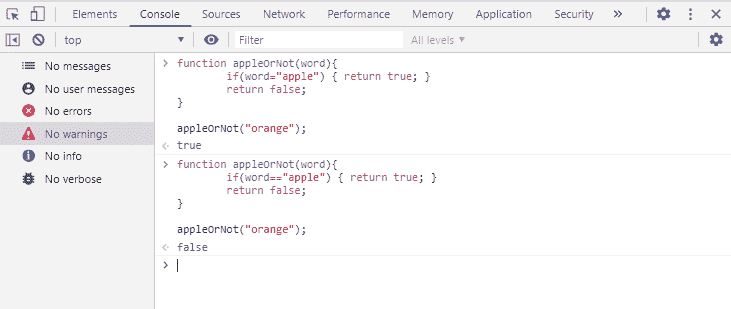 Elements Console Sources Network Performance Memory Application Security »
top Filter All levels
No messages
No user messages
No errors
No warnings
No info
No verbose
> function appleOrNot(word){
if(word="apple") { return true; }
return false;
}
appleOrNot("orange");
< true
> function appleOrNot(word){
if(word=="apple") { return true; }
return false;
}
appleOrNot("orange");
< false
>